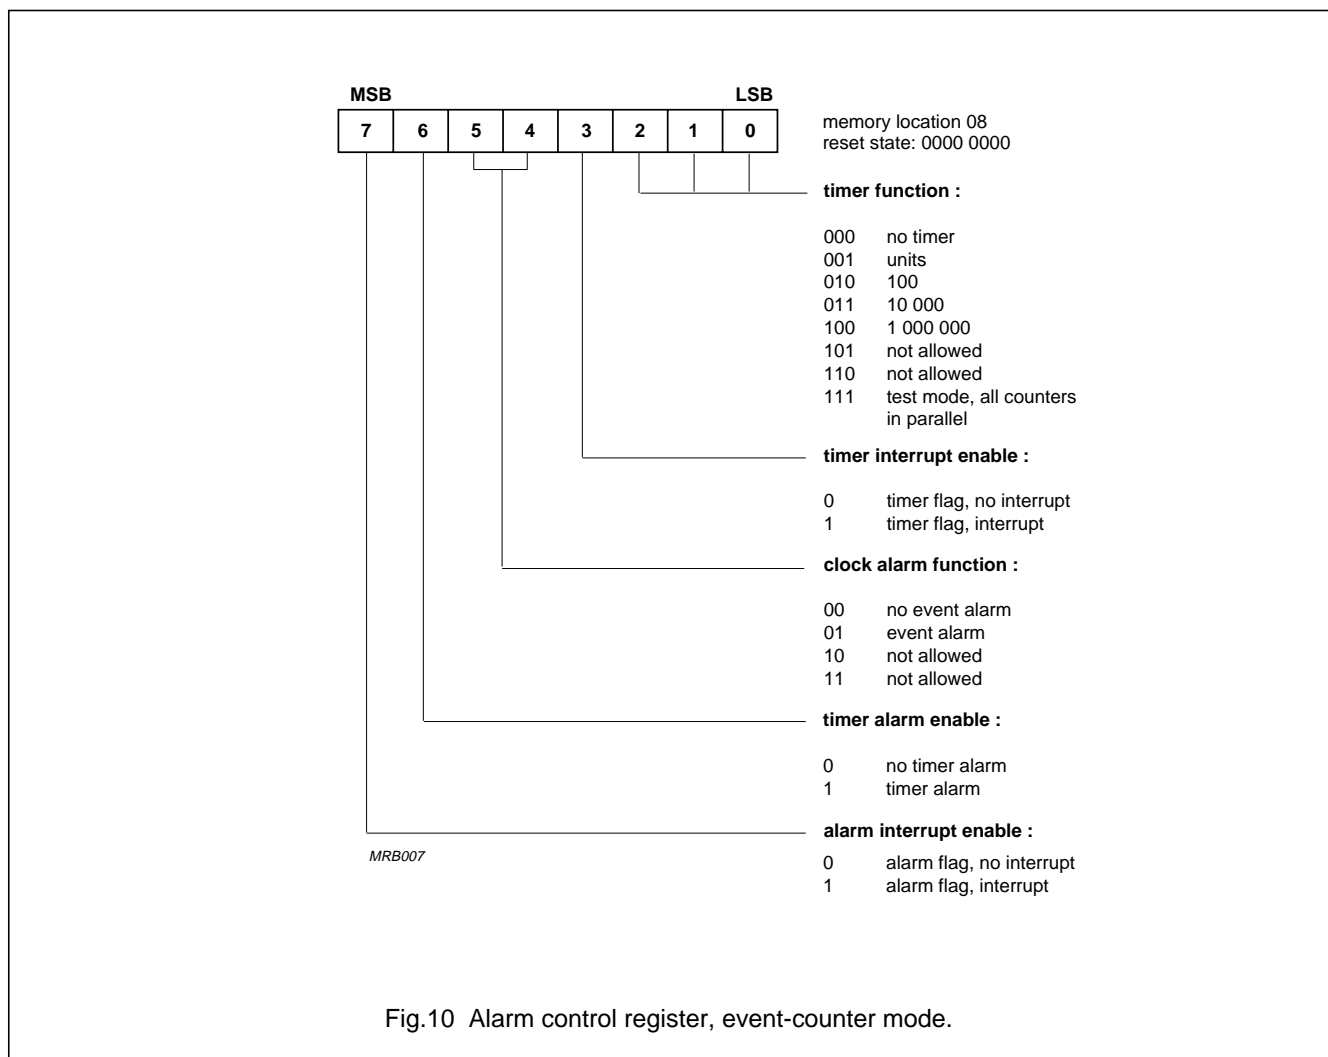 MSB LSB
7 6 5 4 3 2 1 0
memory location 08
reset state: 0000 0000
timer function :
000 no timer
001 units
010 100
011 10 000
100 1 000 000
101 not allowed
110 not allowed
111 test mode, all counters
in parallel
timer interrupt enable :
0 timer flag, no interrupt
1 timer flag, interrupt
clock alarm function :
00 no event alarm
01 event alarm
10 not allowed
11 not allowed
timer alarm enable :
0 no timer alarm
1 timer alarm
alarm interrupt enable :
0 alarm flag, no interrupt
1 alarm flag, interrupt
MRB007
Fig.10 Alarm control register, event-counter mode.